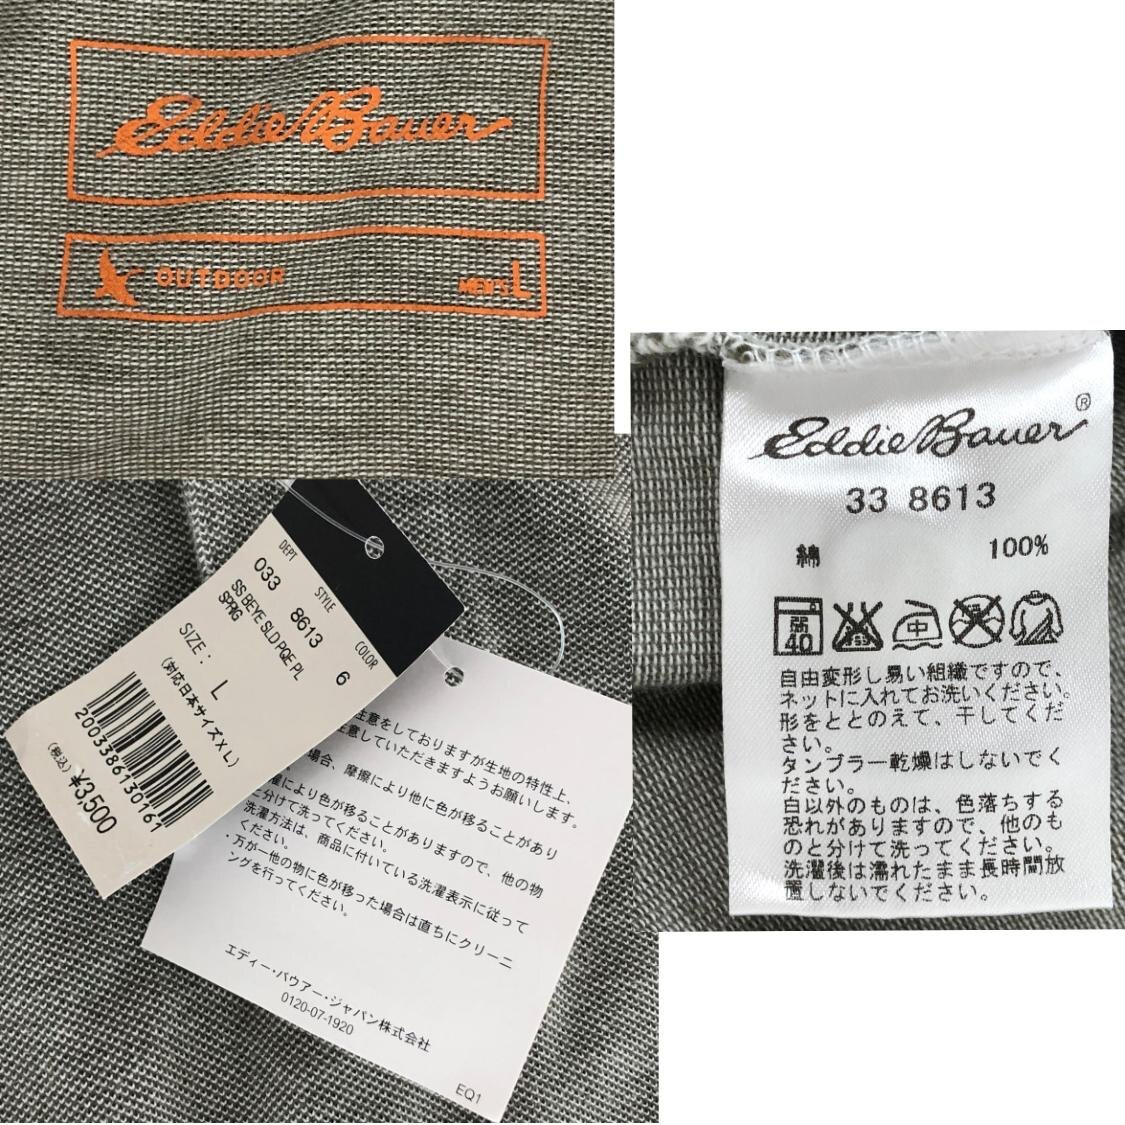 Eddie Bauer
OUTDOOR MEN'S L
DEPT STYLE COLOR
033 8613 6
SS BEYE SLD PQE PL
SPR16
SIZE: L
(対応日本サイズXL)
2003386130161
(税込) ¥3,500
注意をしておりますが生地の特性上、
意していただきますようお願いします。
場合、摩擦により他に色が移ることがあり
により色が移ることがありますので、他の物
と分けて洗ってください。
洗濯方法は、商品に付いている洗濯表示に従って
ください。
・万が一他の物に色が移った場合は直ちにクリーニ
ングを行ってください。
エディー・バウアー・ジャパン株式会社
0120-07-1920
EQ1
Eddie Bauer®
33 8613
綿 100%
弱 40 エンソサラシ 中
自由変形し易い組織ですので、
ネットに入れてお洗いください。
形をととのえて、干してくだ
さい。
タンブラー乾燥はしないでく
ださい。
白以外のものは、色落ちする
恐れがありますので、他のも
のと分けて洗ってください。
洗濯後は濡れたまま長時間放
置しないでください。